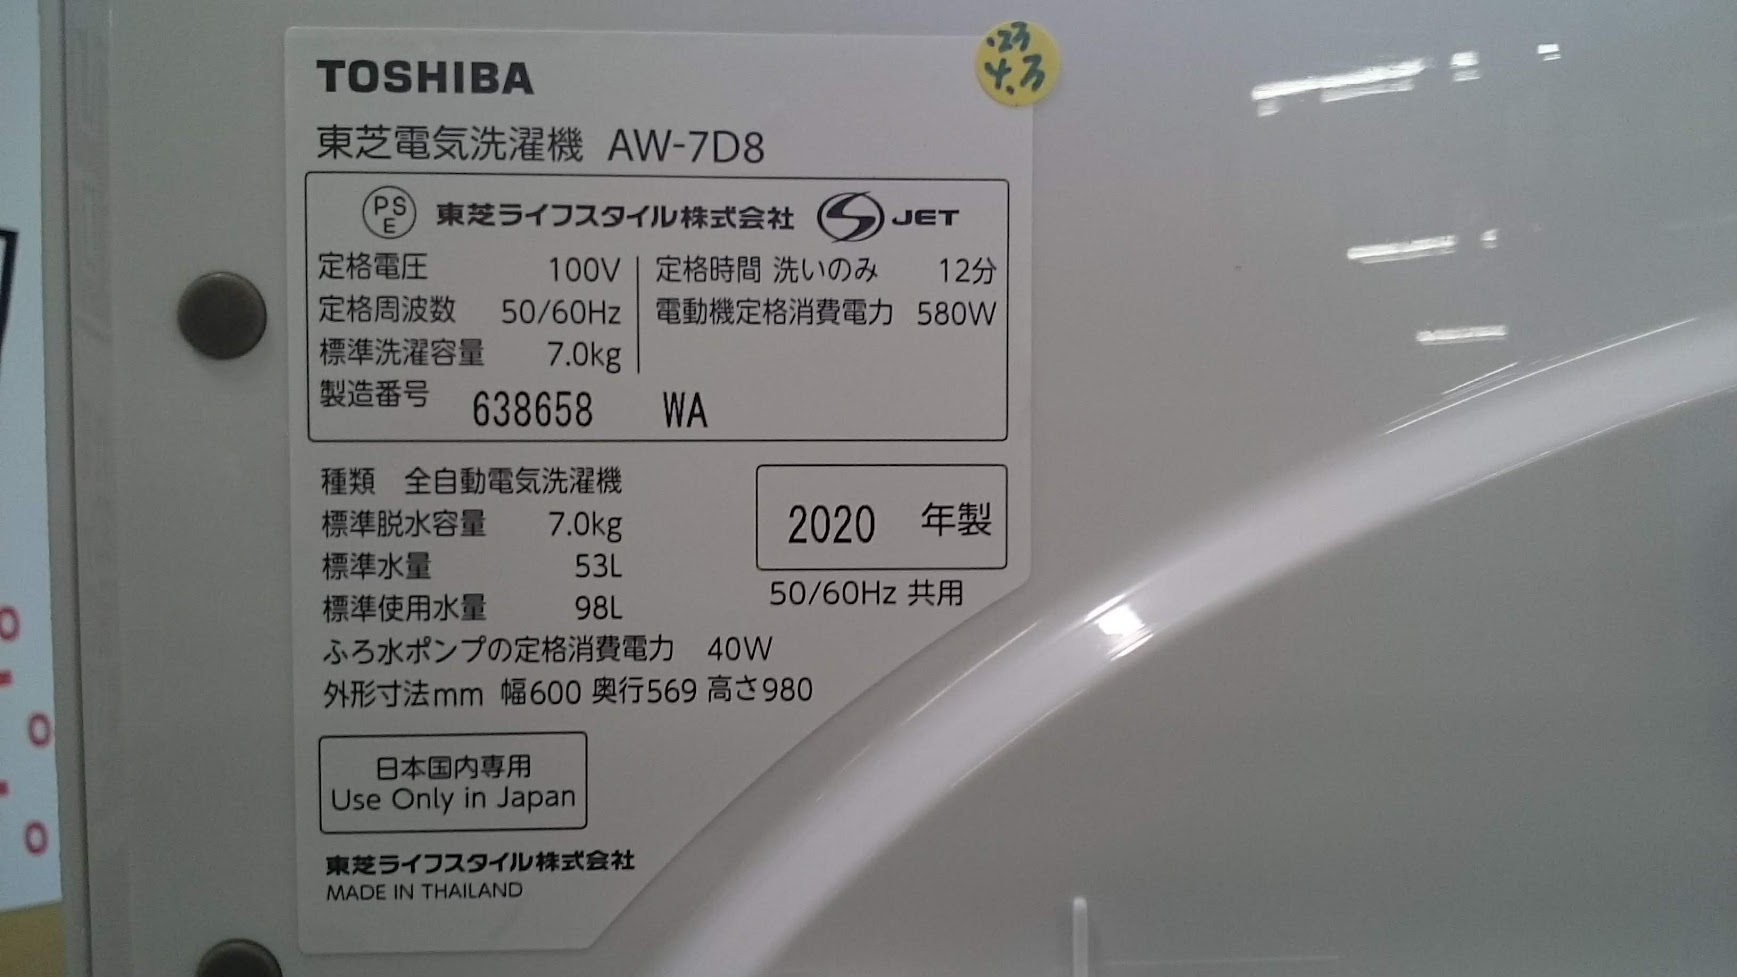 TOSHIBA
'23
東芝電気洗濯機 AW-7D8
PS
E
東芝ライフスタイル株式会社 JET
定格電圧 100V
定格周波数 50/60Hz
標準洗濯容量 7.0kg
定格時間 洗いのみ 12分
電動機定格消費電力 580W
製造番号 638658 WA
種類 全自動電気洗濯機
標準脱水容量 7.0kg
標準水量 53L
標準使用水量 98L
2020 年製
50/60Hz 共用
ふろ水ポンプの定格消費電力 40W
外形寸法mm 幅600 奥行569 高さ980
日本国内専用
Use Only in Japan
東芝ライフスタイル株式会社
MADE IN THAILAND